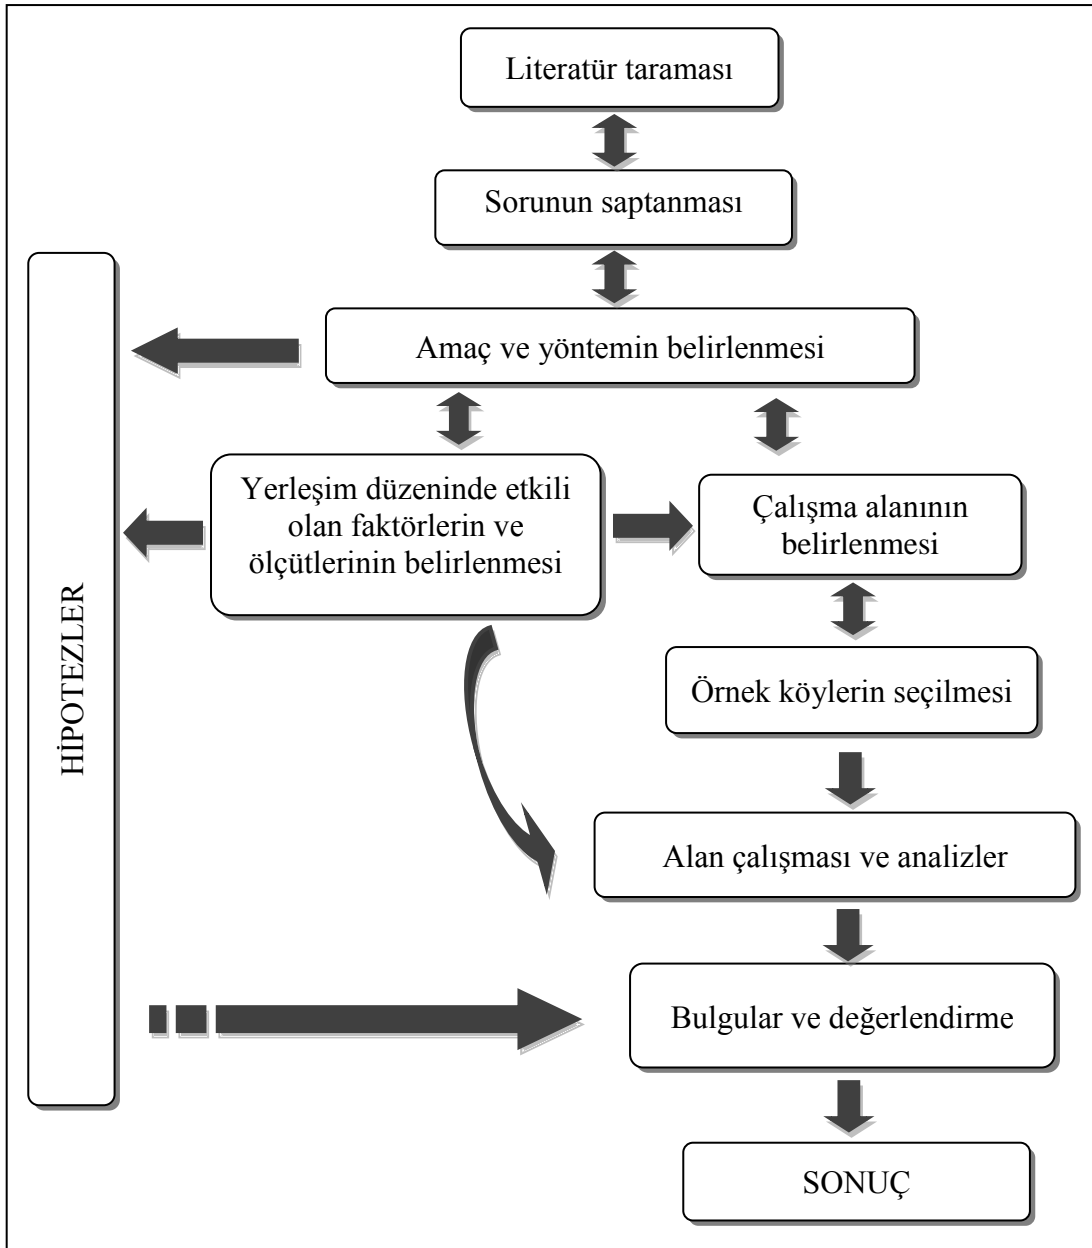 Literatür taraması
Sorunun saptanması
Amaç ve yöntemin belirlenmesi
Yerleşim düzeninde etkili
olan faktörlerin ve
ölçütlerinin belirlenmesi
Çalışma alanının
belirlenmesi
HİPOTEZLER
Örnek köylerin seçilmesi
Alan çalışması ve analizler
Bulgular ve değerlendirme
SONUÇ